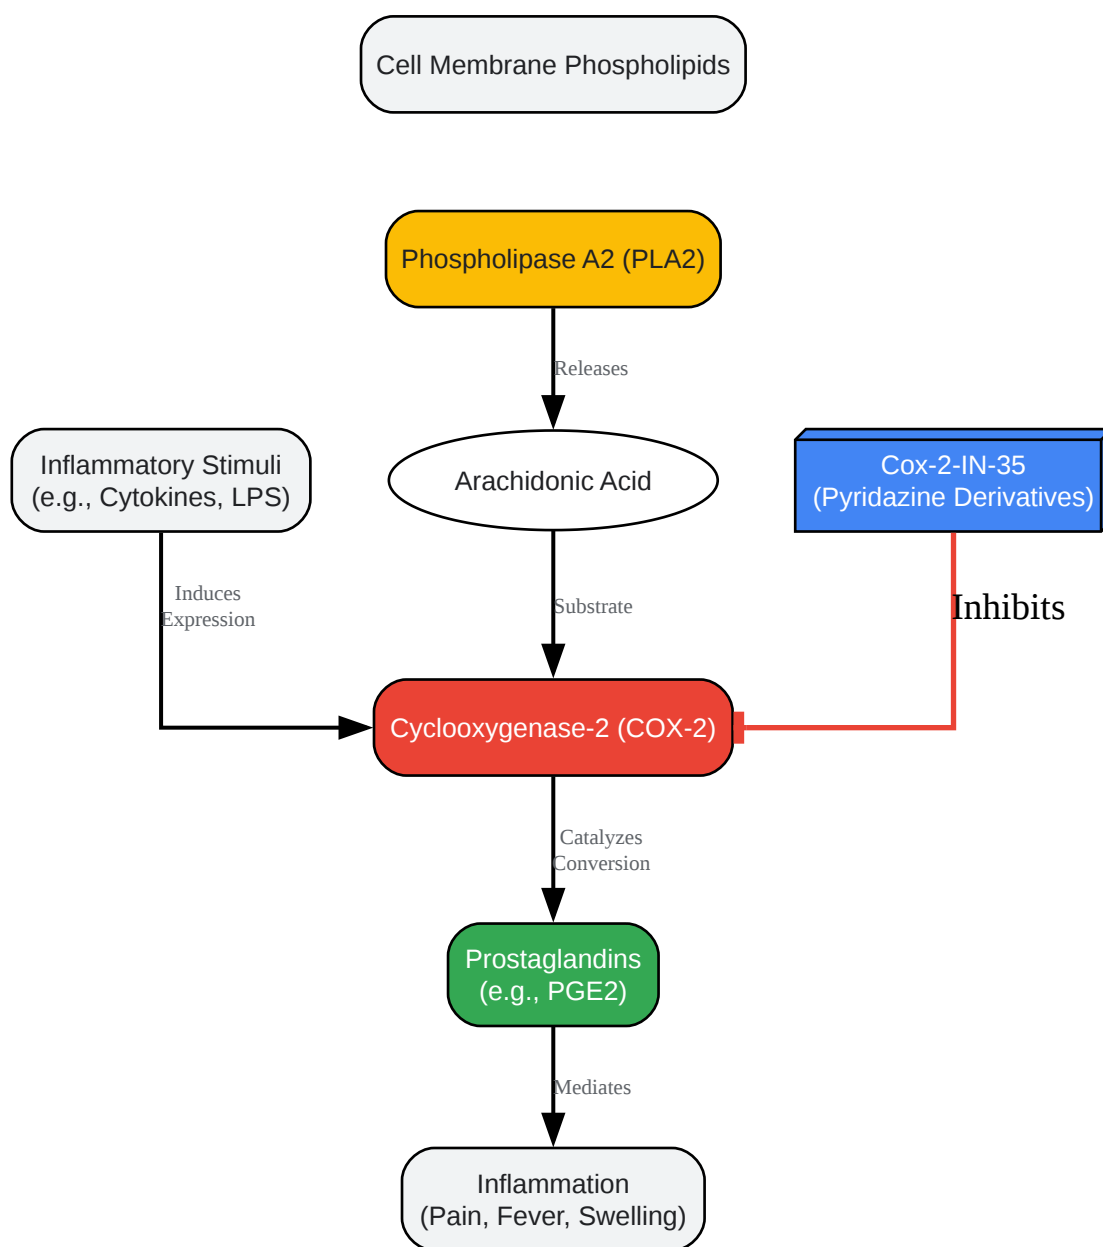 Cell Membrane Phospholipids
Phospholipase A2 (PLA2)
Releases
Inflammatory Stimuli
(e.g., Cytokines, LPS)
Arachidonic Acid
Cox-2-IN-35
(Pyridazine Derivatives)
Induces
Expression
Substrate
Inhibits
Cyclooxygenase-2 (COX-2)
Catalyzes
Conversion
Prostaglandins
(e.g., PGE2)
Mediates
Inflammation
(Pain, Fever, Swelling)